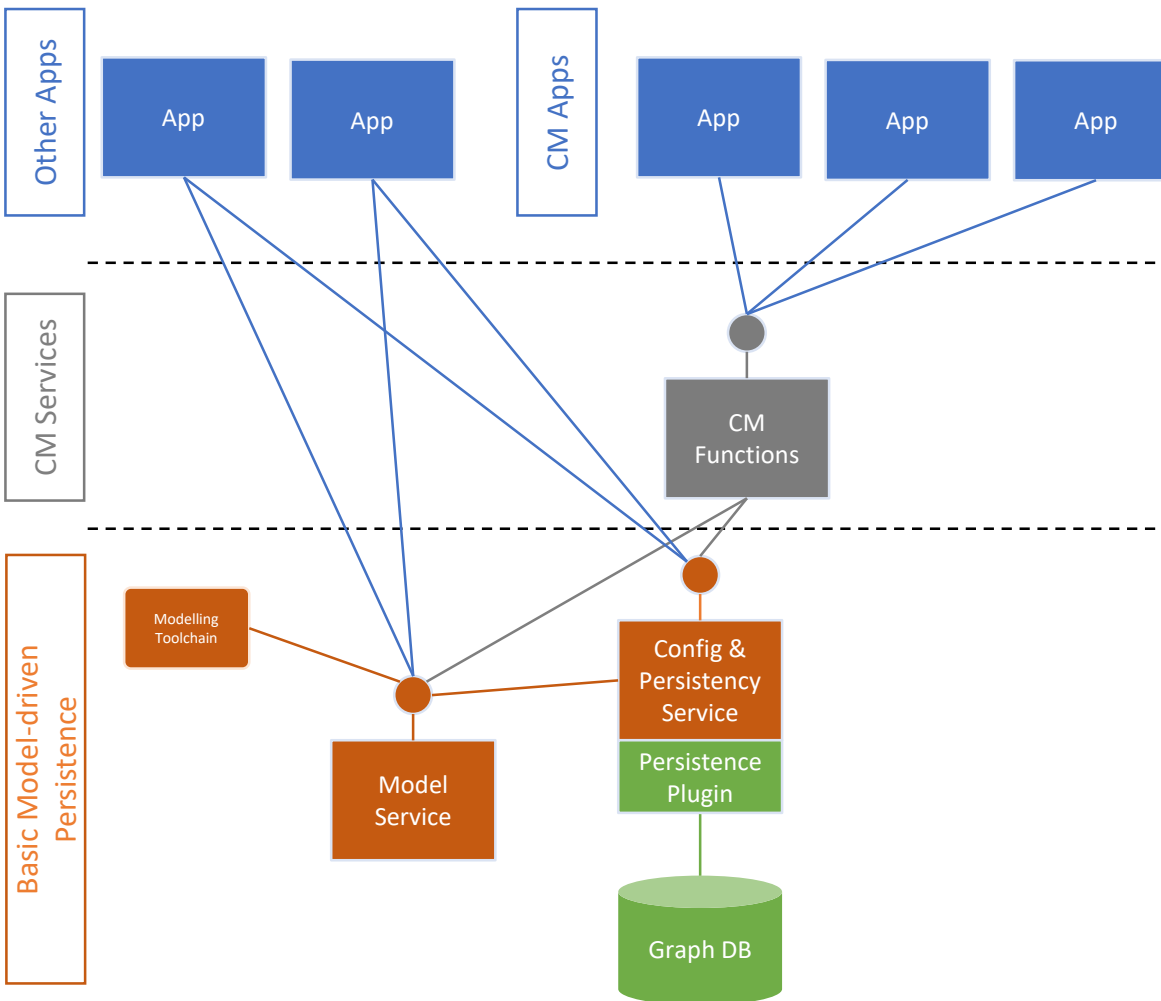 Other Apps
App
App
CM Apps
App
App
App
CM Services
CM
Functions
Basic Model-driven
Persistence
Modelling
Toolchain
Config &
Persistency
Service
Persistence
Plugin
Model
Service
Graph DB